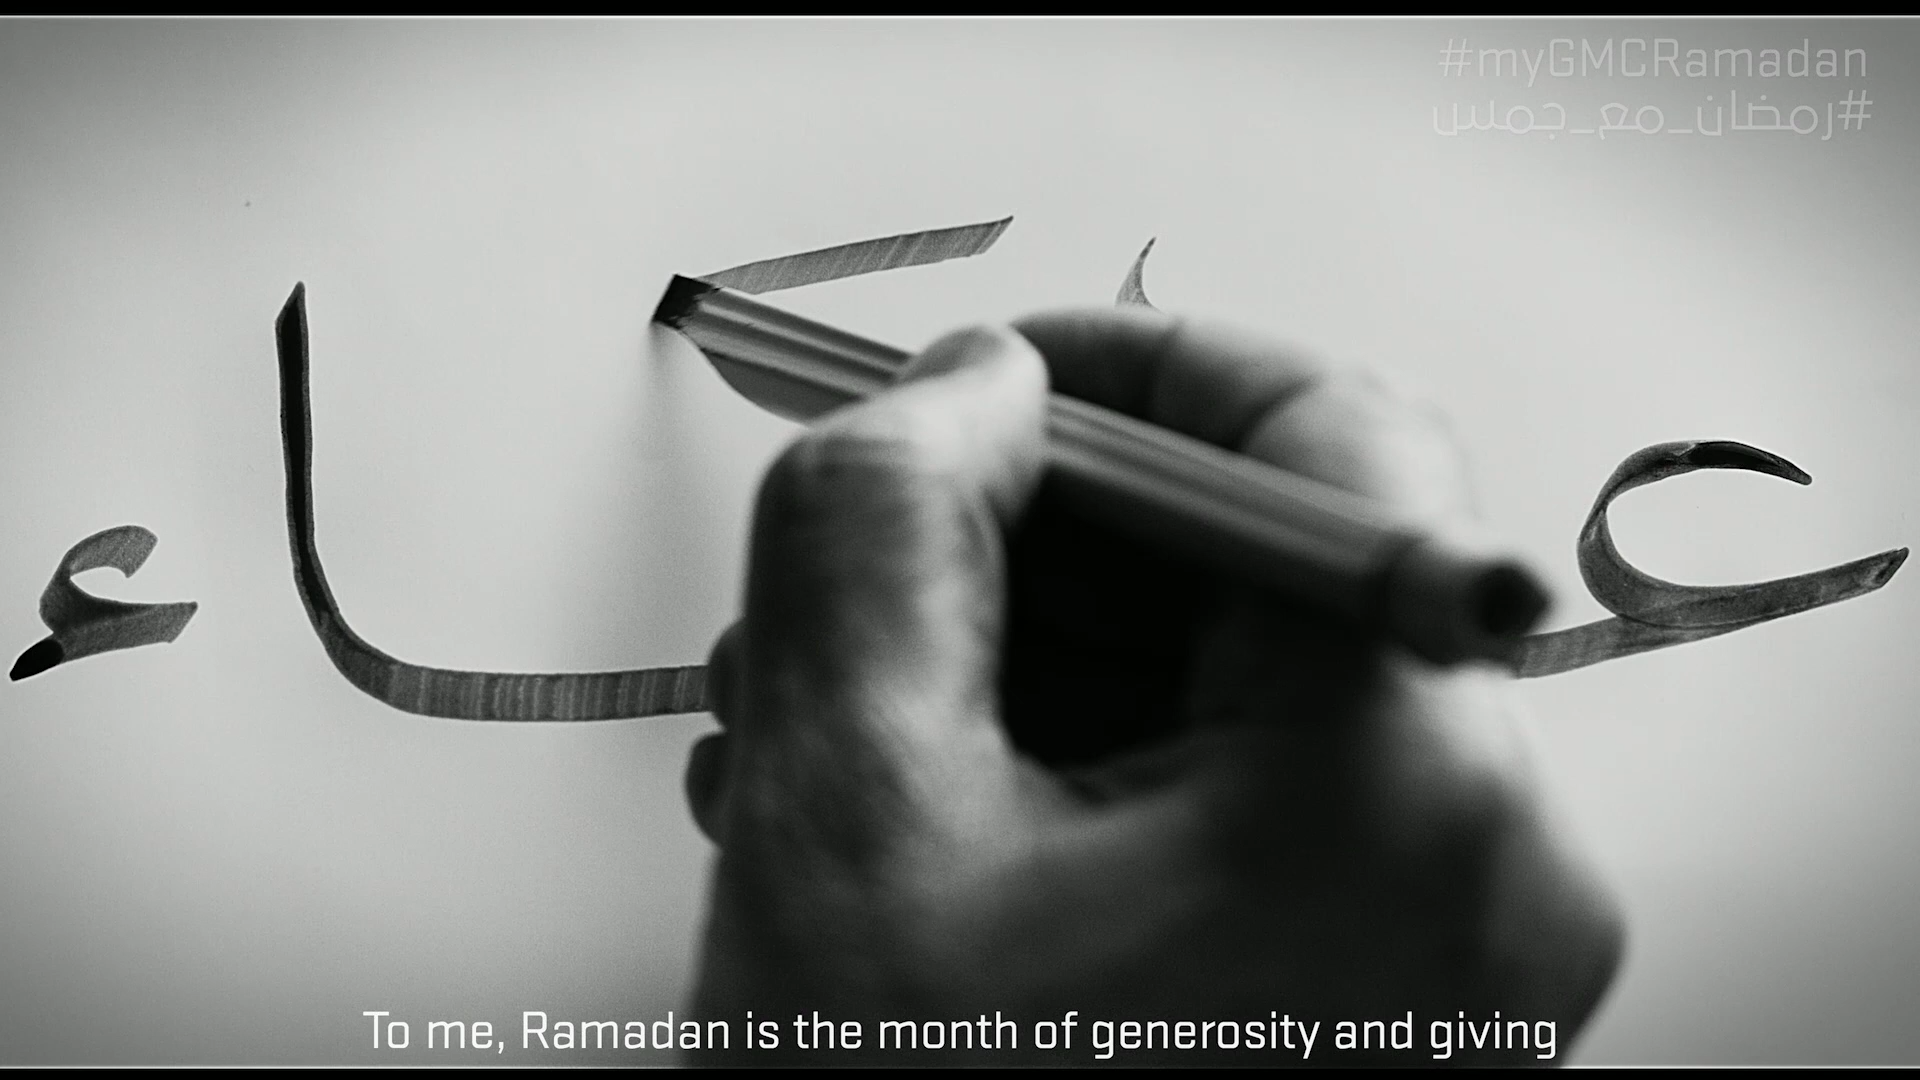 #myGMCRamadan
#رمضان_مع_جمس
To me, Ramadan is the month of generosity and giving